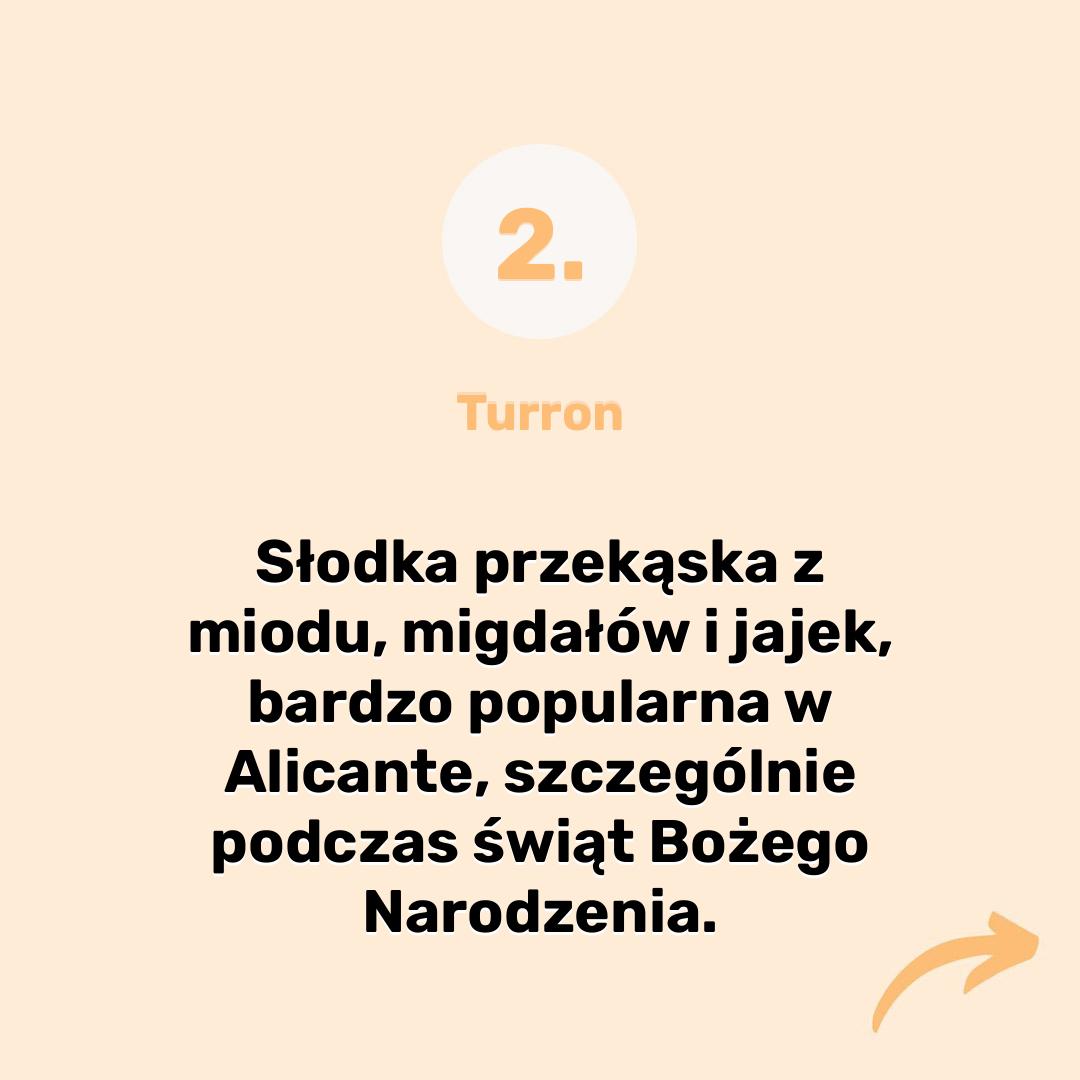 2.
Turron
Słodka przekąska z
miodu, migdałów i jajek,
bardzo popularna w
Alicante, szczególnie
podczas świąt Bożego
Narodzenia.